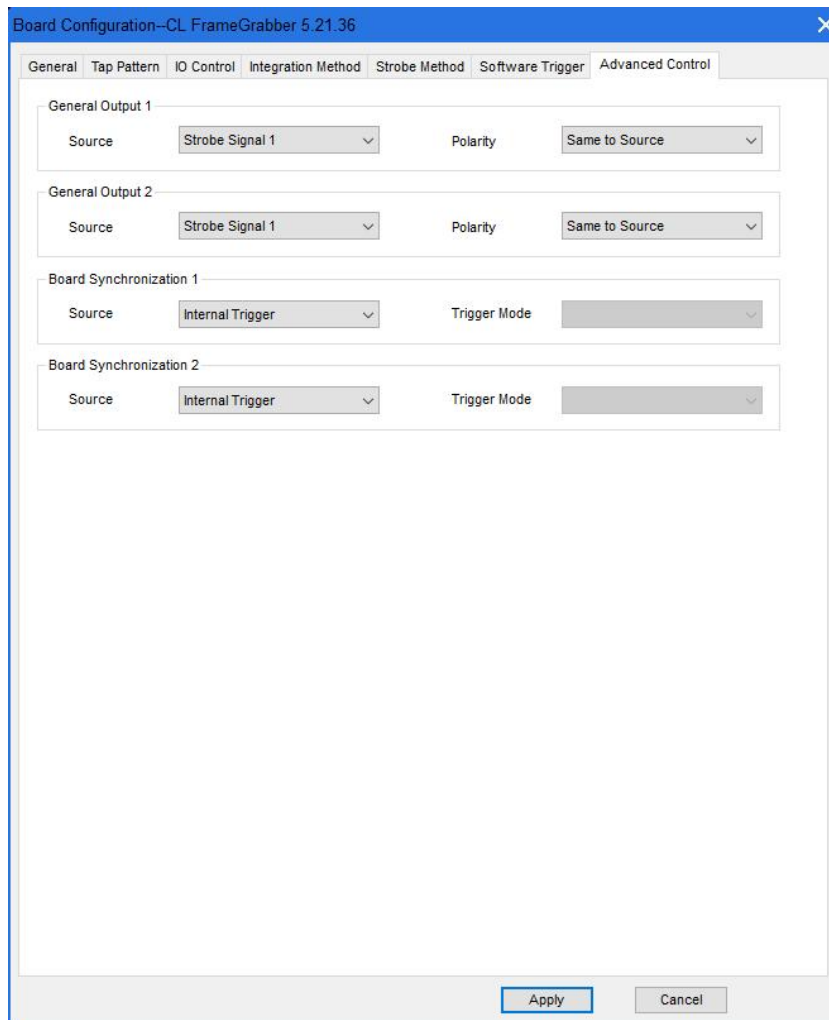 Board Configuration--CL FrameGrabber 5.21.36
General Tap Pattern IO Control Integration Method Strobe Method Software Trigger Advanced Control
General Output 1
Source Strobe Signal 1 Polarity Same to Source
General Output 2
Source Strobe Signal 1 Polarity Same to Source
Board Synchronization 1
Source Internal Trigger Trigger Mode
Board Synchronization 2
Source Internal Trigger Trigger Mode
Apply Cancel